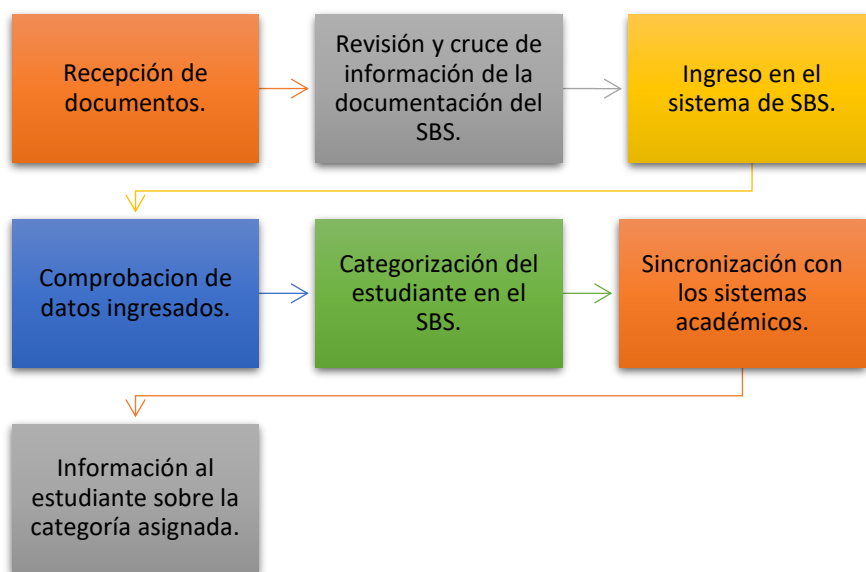 Recepción de
documentos.
Revisión y cruce de
información de la
documentación del
SBS.
Ingreso en el
sistema de SBS.
Comprobacion de
datos ingresados.
Categorización del
estudiante en el
SBS.
Sincronización con
los sistemas
académicos.
Información al
estudiante sobre la
categoría asignada.